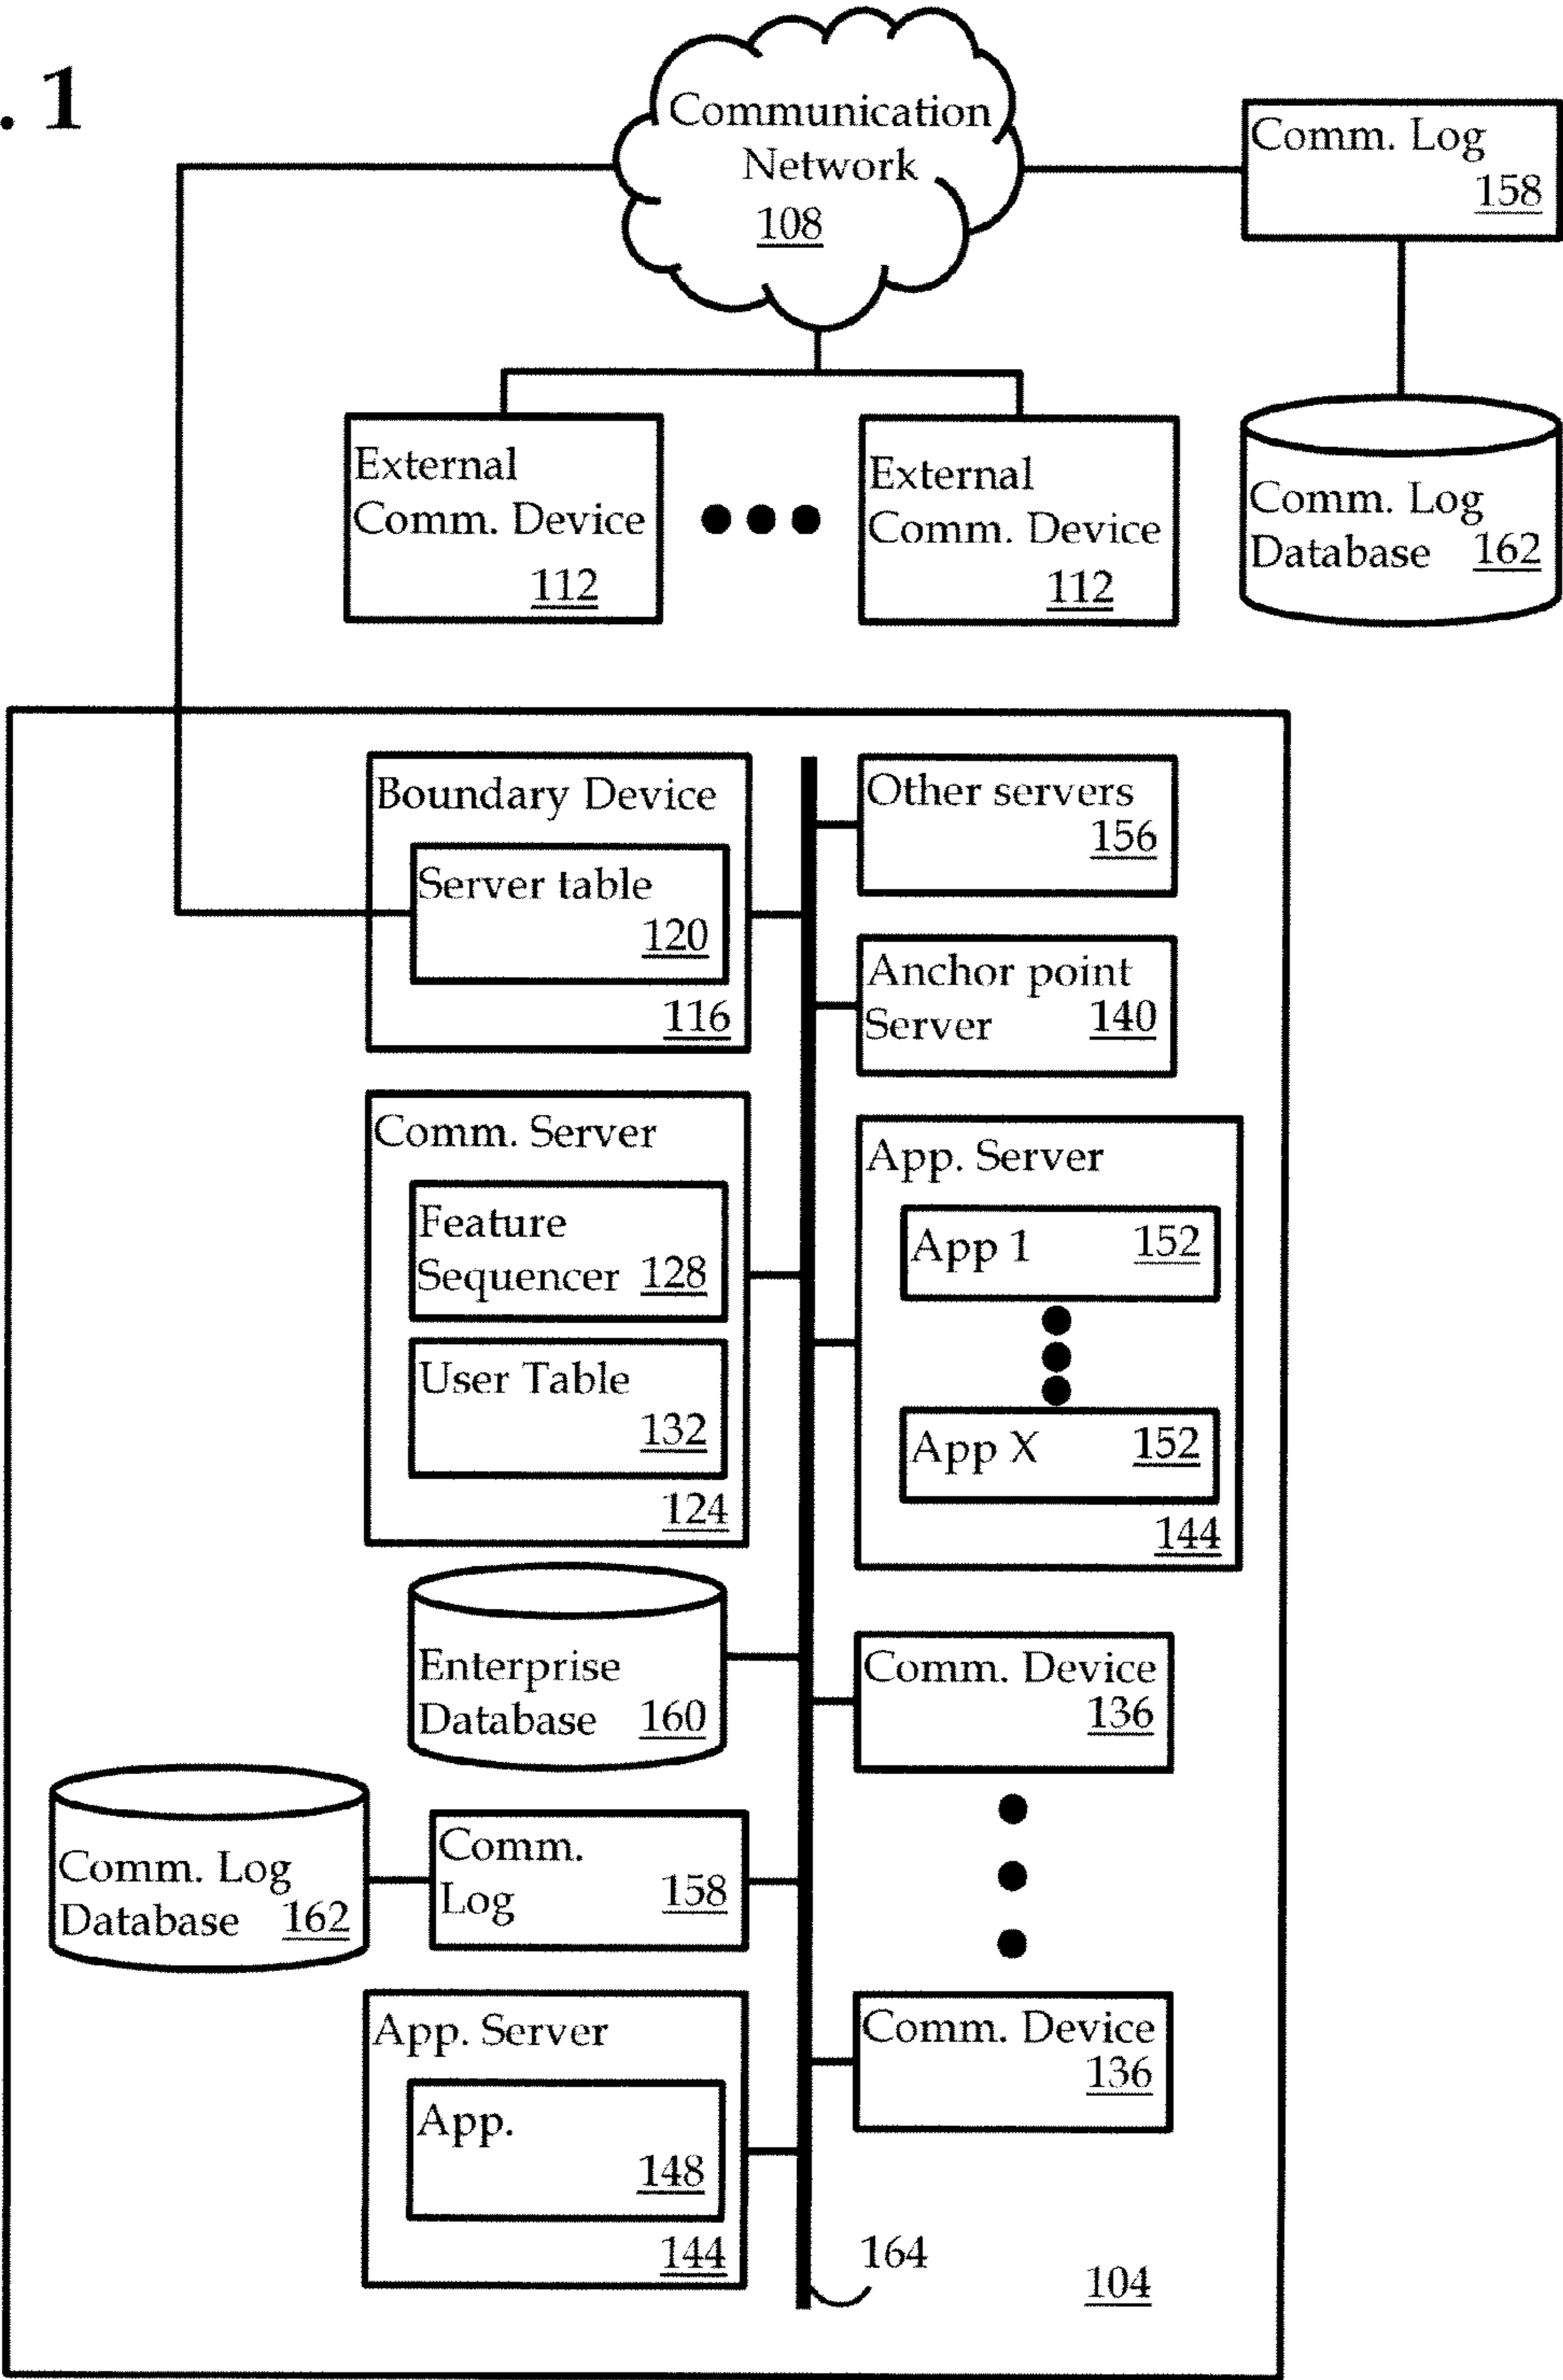 . 1
Communication
Network
108
Comm. Log
158
External
Comm. Device
112
External
Comm. Device
112
Comm. Log
Database 162
Boundary Device
Server table
120
116
Other servers
156
Anchor point
Server 140
Comm. Server
Feature
Sequencer 128
User Table
132
124
App. Server
App 1 152
App X 152
144
Enterprise
Database 160
Comm. Device
136
Comm. Log
Database 162
Comm.
Log 158
App. Server
App.
148
144
Comm. Device
136
164
104